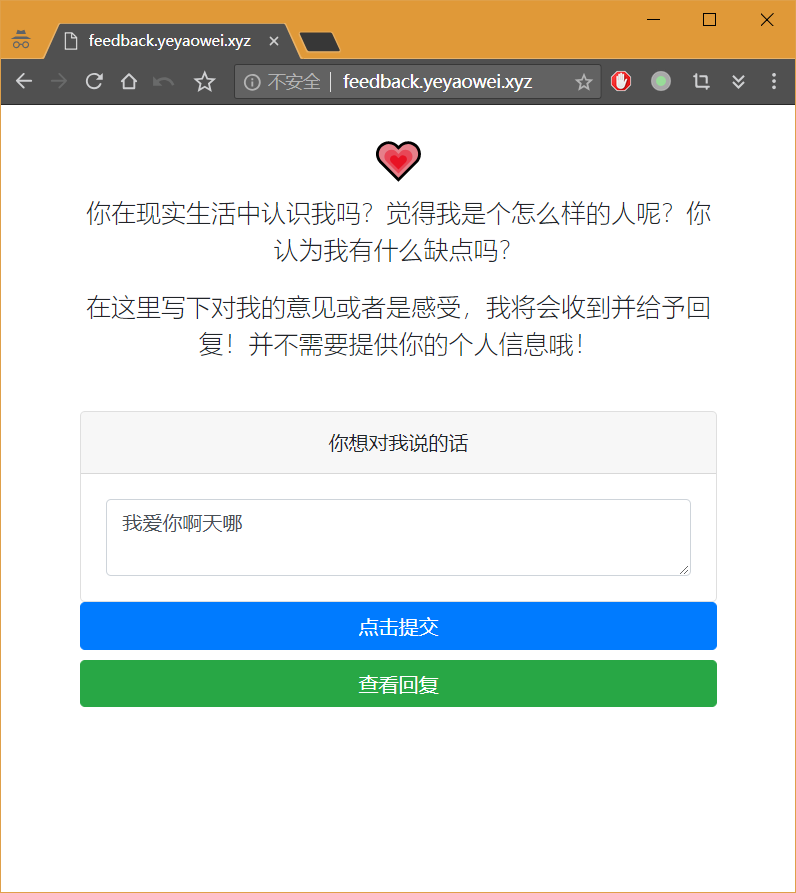 feedback.yeyaowei.xyz
不安全 feedback.yeyaowei.xyz
你在现实生活中认识我吗？觉得我是个怎么样的人呢？你
认为我有什么缺点吗？
在这里写下对我的意见或者是感受，我将会收到并给予回
复！并不需要提供你的个人信息哦！
你想对我说的话
我爱你啊天哪
点击提交
查看回复